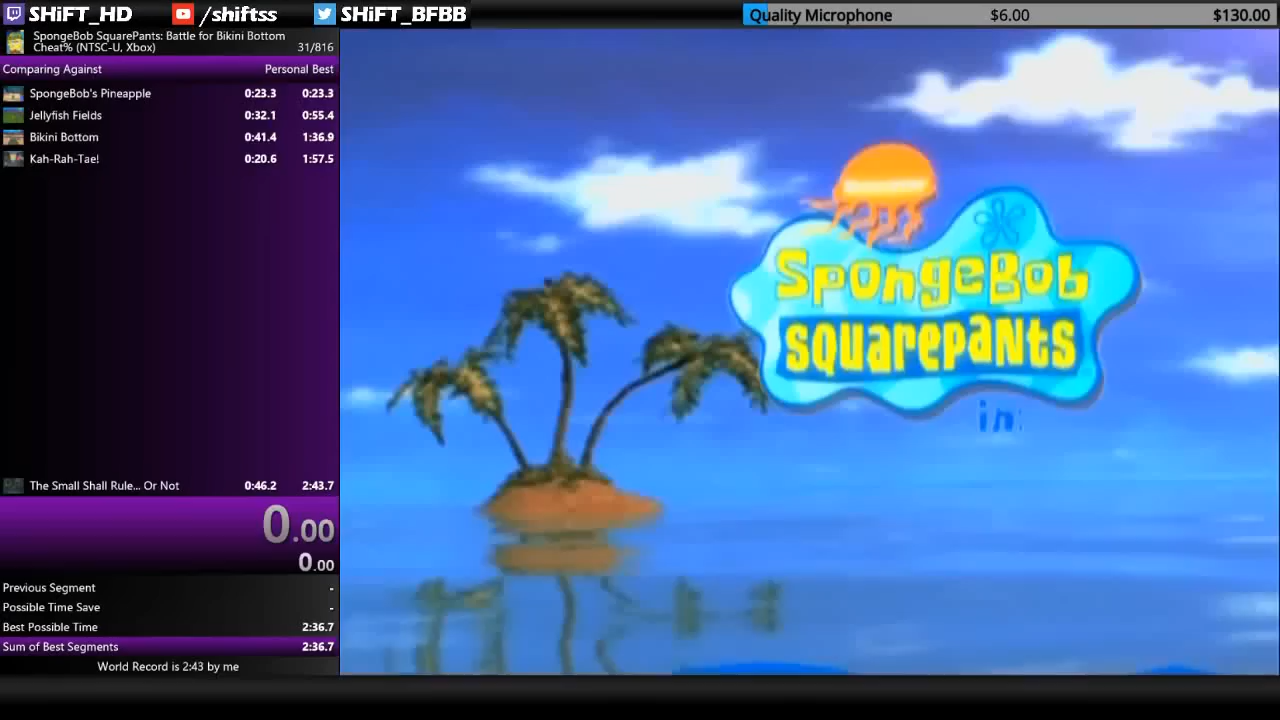 SHiFT_HD /shiftss SHiFT_BFBB Quality Microphone $6.00 $130.00
SpongeBob SquarePants: Battle for Bikini Bottom
Cheat% (NTSC-U, Xbox) 31/816
Comparing Against Personal Best
SpongeBob's Pineapple 0:23.3 0:23.3
Jellyfish Fields 0:32.1 0:55.4
Bikini Bottom 0:41.4 1:36.9
Kah-Rah-Tae! 0:20.6 1:57.5
The Small Shall Rule... Or Not 0:46.2 2:43.7
0.00
0.00
Previous Segment -
Possible Time Save -
Best Possible Time 2:36.7
Sum of Best Segments 2:36.7
World Record is 2:43 by me
SpongeBob
SquarePants
in: